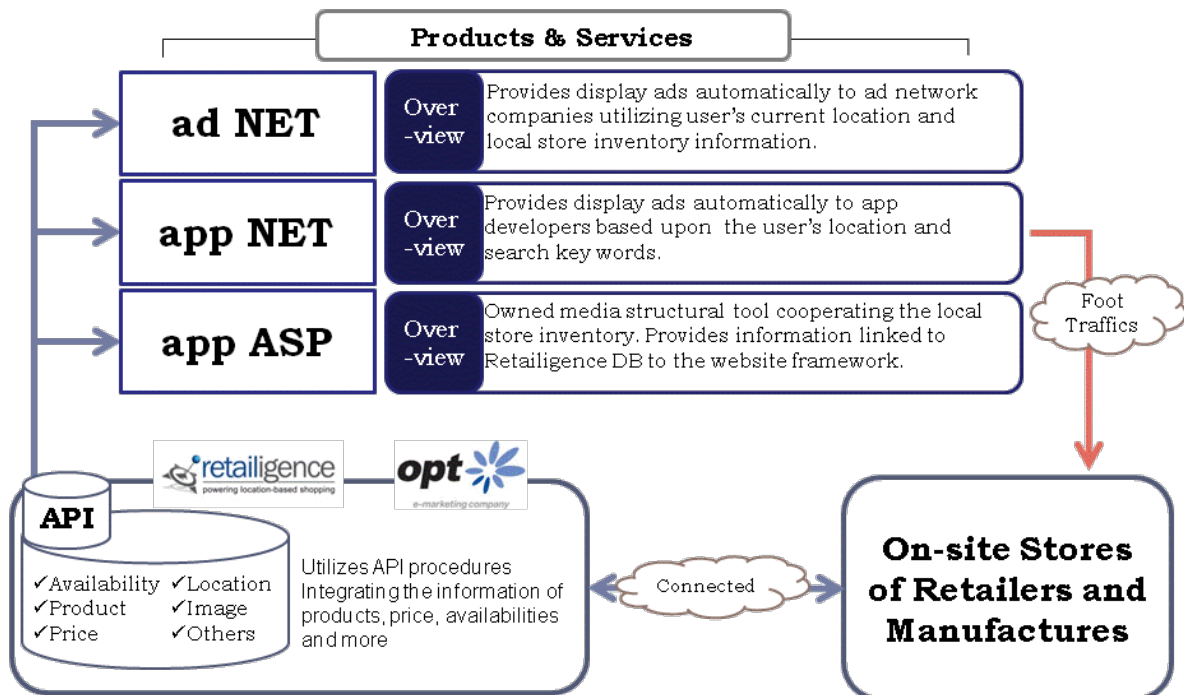 Products & Services
ad NET
Over
-view
Provides display ads automatically to ad network
companies utilizing user's current location and
local store inventory information.
app NET
Over
-view
Provides display ads automatically to app
developers based upon the user's location and
search key words.
app ASP
Over
-view
Owned media structural tool cooperating the local
store inventory. Provides information linked to
Retailigence DB to the website framework.
Foot
Traffics
retailigence
powering location-based shopping
opt
e-marketing company
API
✓Availability ✓Location
✓Product ✓Image
✓Price ✓Others
Utilizes API procedures
Integrating the information of
products, price, availabilities
and more
Connected
On-site Stores
of Retailers and
Manufactures